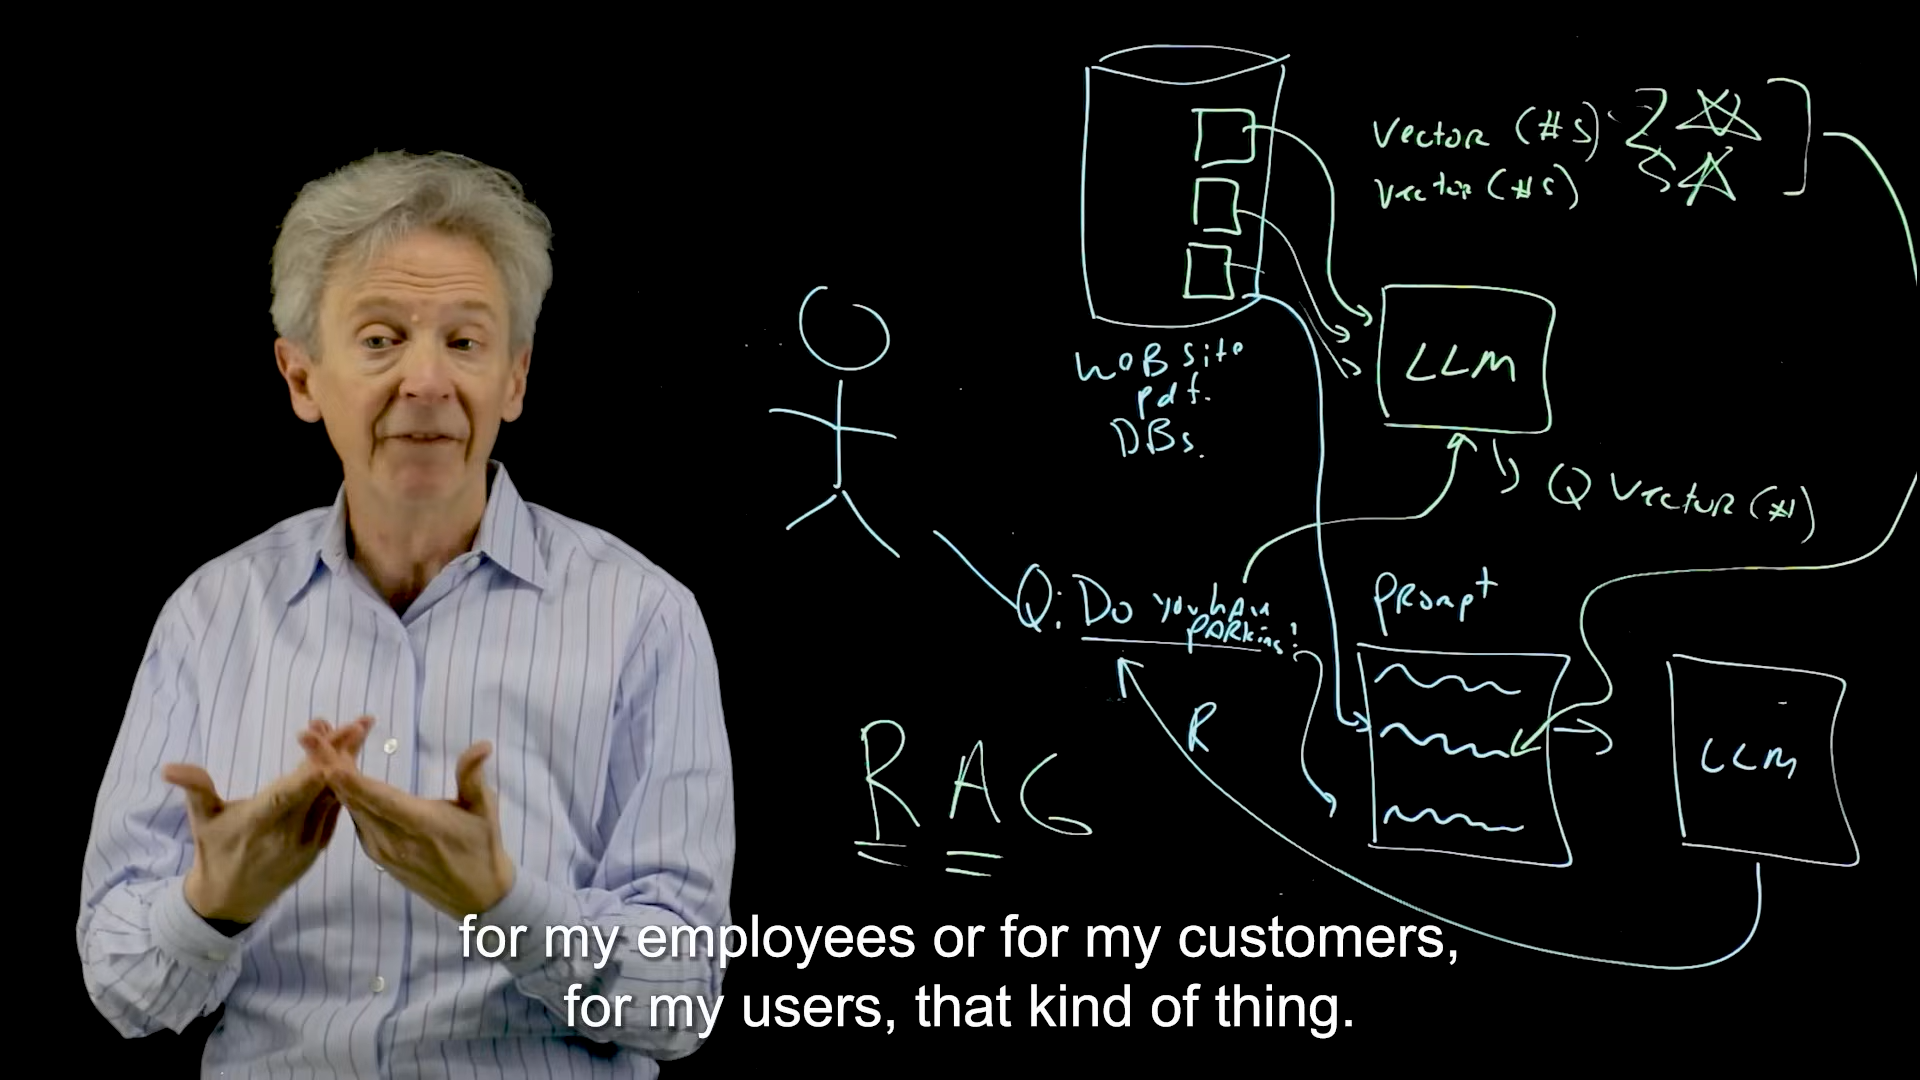 Vector (#s)
Vector (#s)
LLM
WEB Site
pdf.
DBs.
Q Vector (#)
Q: Do you have
parking?
Prompt
R
LLM
RAG
for my employees or for my customers,
for my users, that kind of thing.